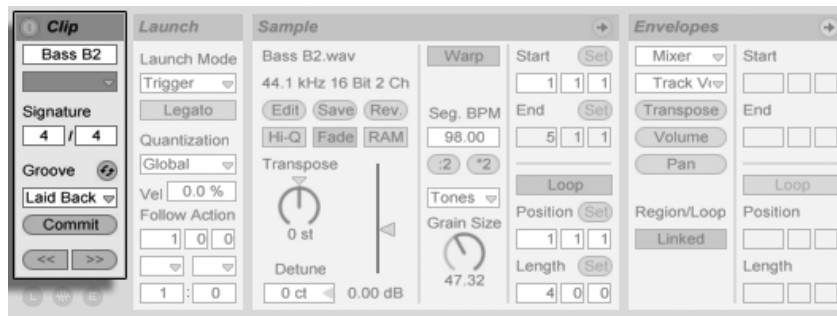 Clip
Bass B2
Signature
4 / 4
Groove
Laid Back
Commit
<< >>
Launch
Launch Mode
Trigger
Legato
Quantization
Global
Vel 0.0 %
Follow Action
1 0 0
1 : 0
Sample
Bass B2.wav
44.1 kHz 16 Bit 2 Ch
Edit Save Rev.
Hi-Q Fade RAM
Transpose
0 st
Detune
0 ct 0.00 dB
Warp
Seg. BPM
98.00
:2 *2
Tones
Grain Size
47.32
Start Set
1 1 1
End Set
5 1 1
Loop
Position Set
1 1 1
Length Set
4 0 0
Envelopes
Mixer
Track V
Transpose
Volume
Pan
Region/Loop
Linked
Start
End
Loop
Position
Length
L E